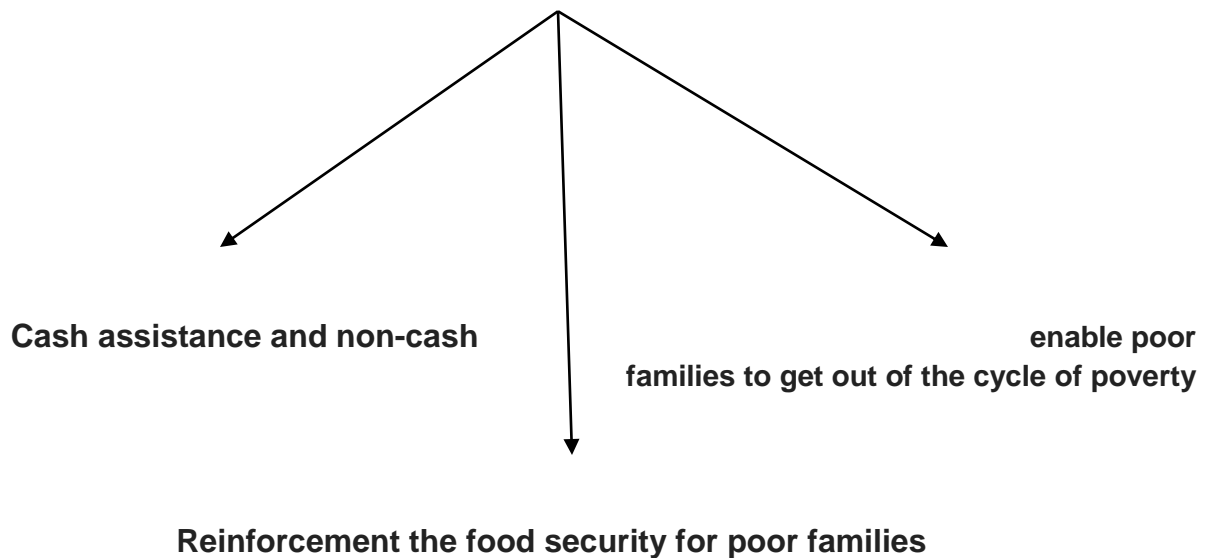 Cash assistance and non-cash
enable poor
families to get out of the cycle of poverty
Reinforcement the food security for poor families